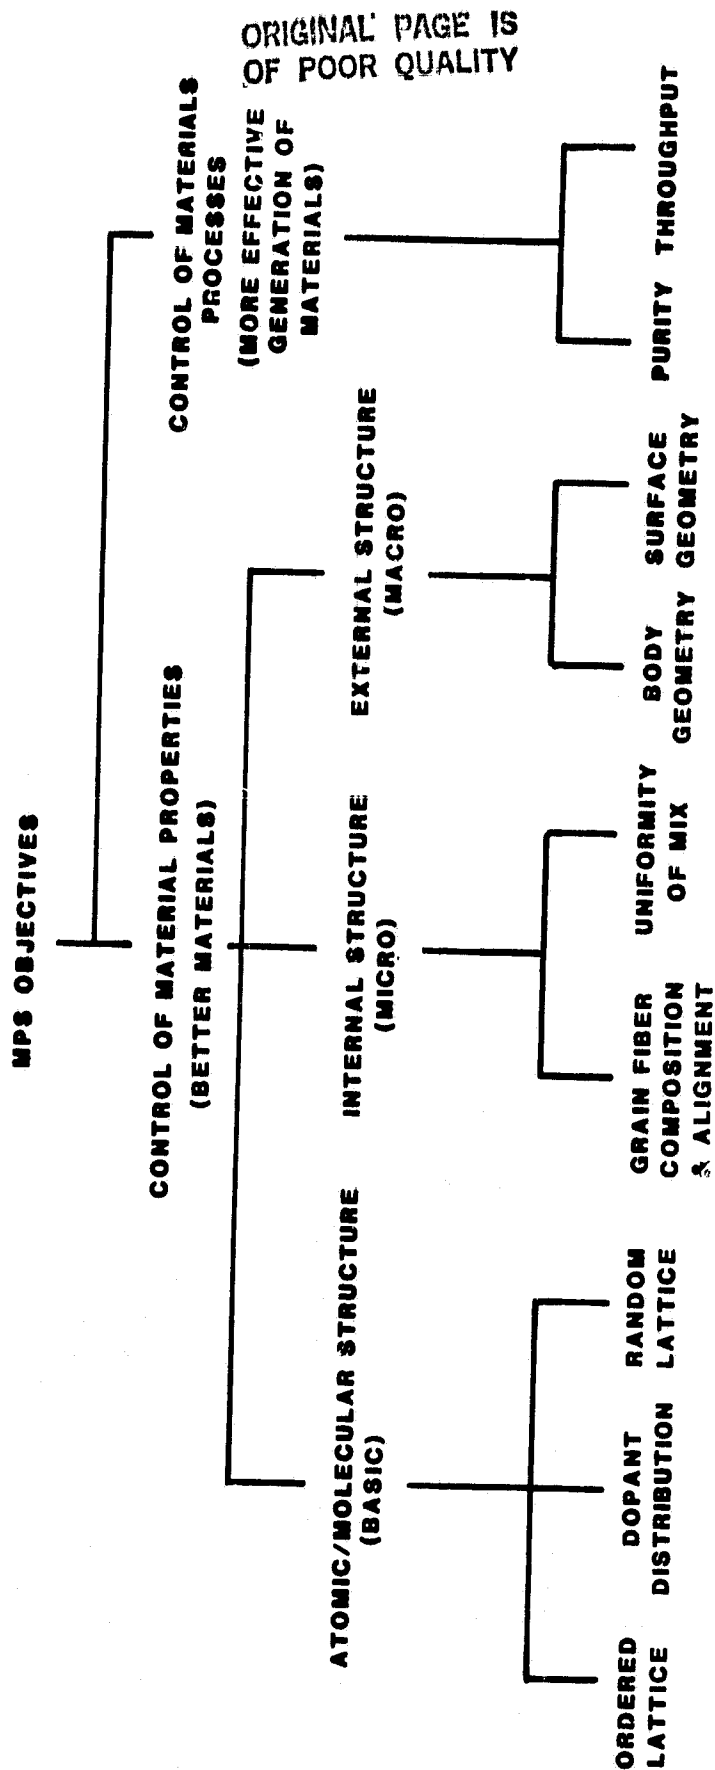 ORIGINAL PAGE IS
OF POOR QUALITY
MPS OBJECTIVES
CONTROL OF MATERIAL PROPERTIES
(BETTER MATERIALS)
CONTROL OF MATERIALS
PROCESSES
(MORE EFFECTIVE
GENERATION OF
MATERIALS)
ATOMIC/MOLECULAR STRUCTURE
(BASIC)
INTERNAL STRUCTURE
(MICRO)
EXTERNAL STRUCTURE
(MACRO)
ORDERED
LATTICE
DOPANT
DISTRIBUTION
RANDOM
LATTICE
GRAIN FIBER
COMPOSITION
& ALIGNMENT
UNIFORMITY
OF MIX
BODY
GEOMETRY
SURFACE
GEOMETRY
PURITY
THROUGHPUT